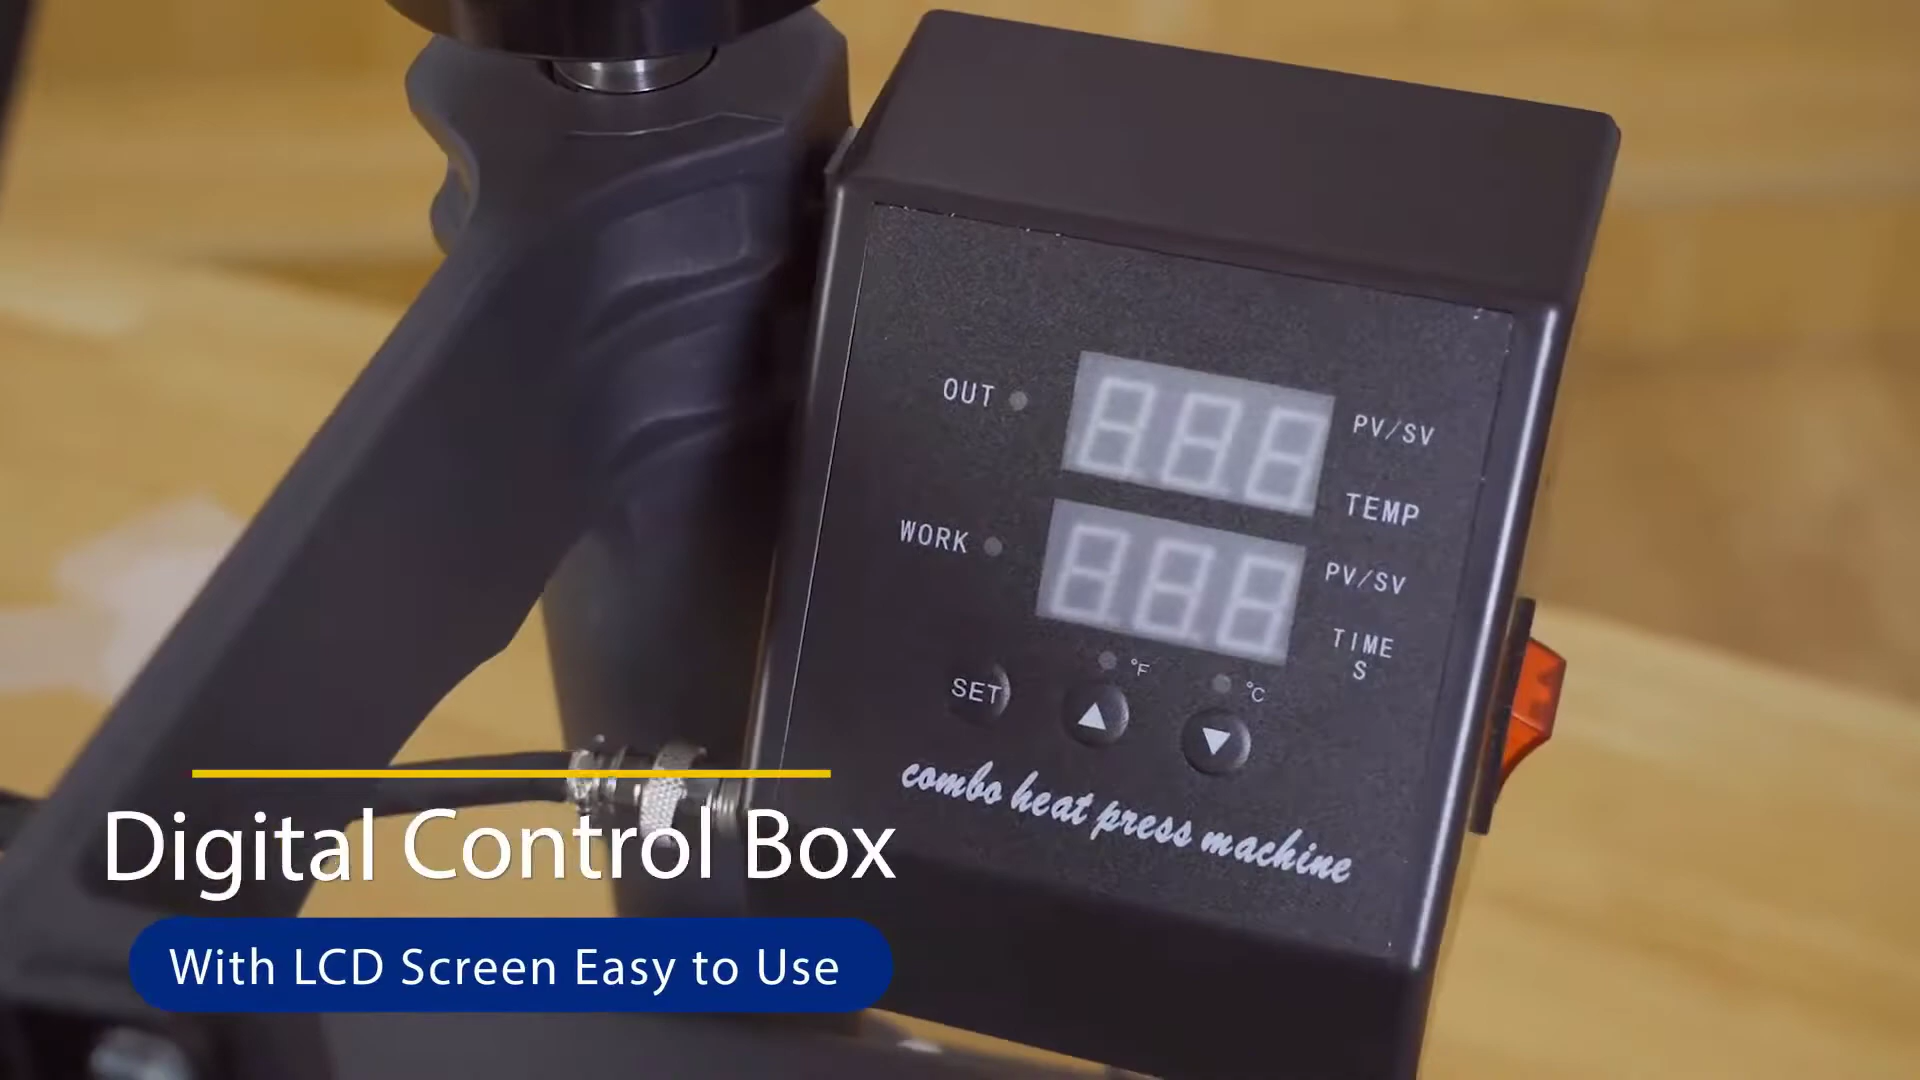 OUT
PV/SV
TEMP
WORK
PV/SV
TIME
S
°F
°C
SET
combo heat press machine
Digital Control Box
With LCD Screen Easy to Use